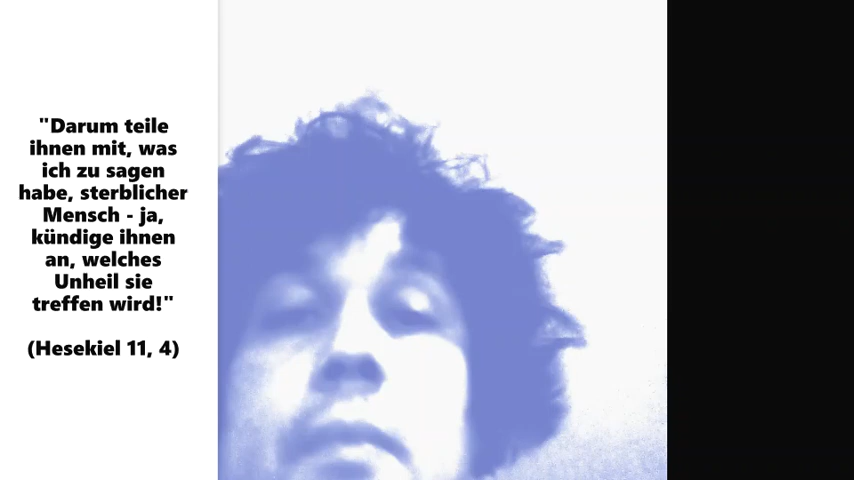 "Darum teile
ihnen mit, was
ich zu sagen
habe, sterblicher
Mensch - ja,
kündige ihnen
an, welches
Unheil sie
treffen wird!"
(Hesekiel 11, 4)